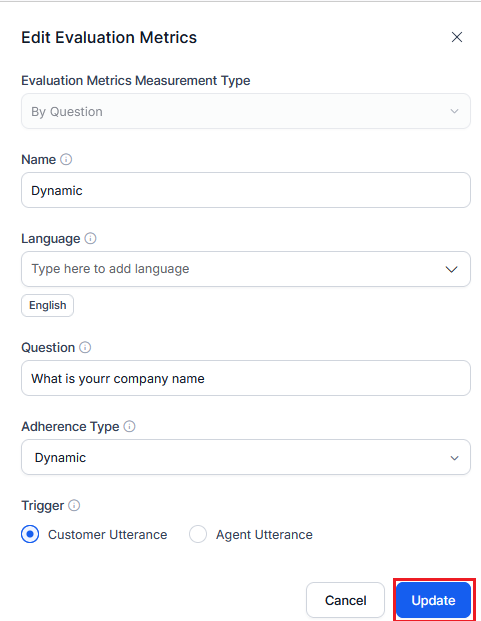 Edit Evaluation Metrics
Evaluation Metrics Measurement Type
By Question
Name
Dynamic
Language
Type here to add language
English
Question
What is yourr company name
Adherence Type
Dynamic
Trigger
Customer Utterance Agent Utterance
Cancel Update